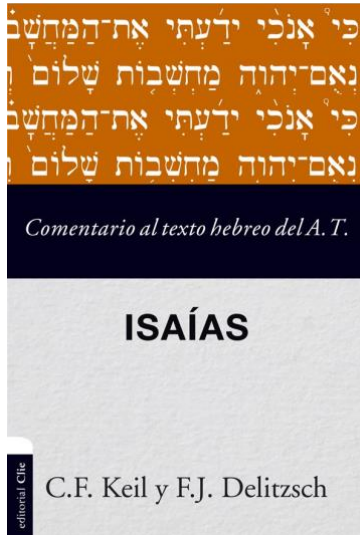 כִּי אָנֹכִי יָדַעְתִּי אֶת־הַמַּחֲשָׁב
נְאֻם־יְהוָה מַחְשְׁבוֹת שָׁלוֹם
כִּי אָנֹכִי יָדַעְתִּי אֶת־הַמַּחֲשָׁב
נְאֻם־יְהוָה מַחְשְׁבוֹת שָׁלוֹם
Comentario al texto hebreo del A.T.
ISAÍAS
editorial Clie
C.F. Keil y F.J. Delitzsch